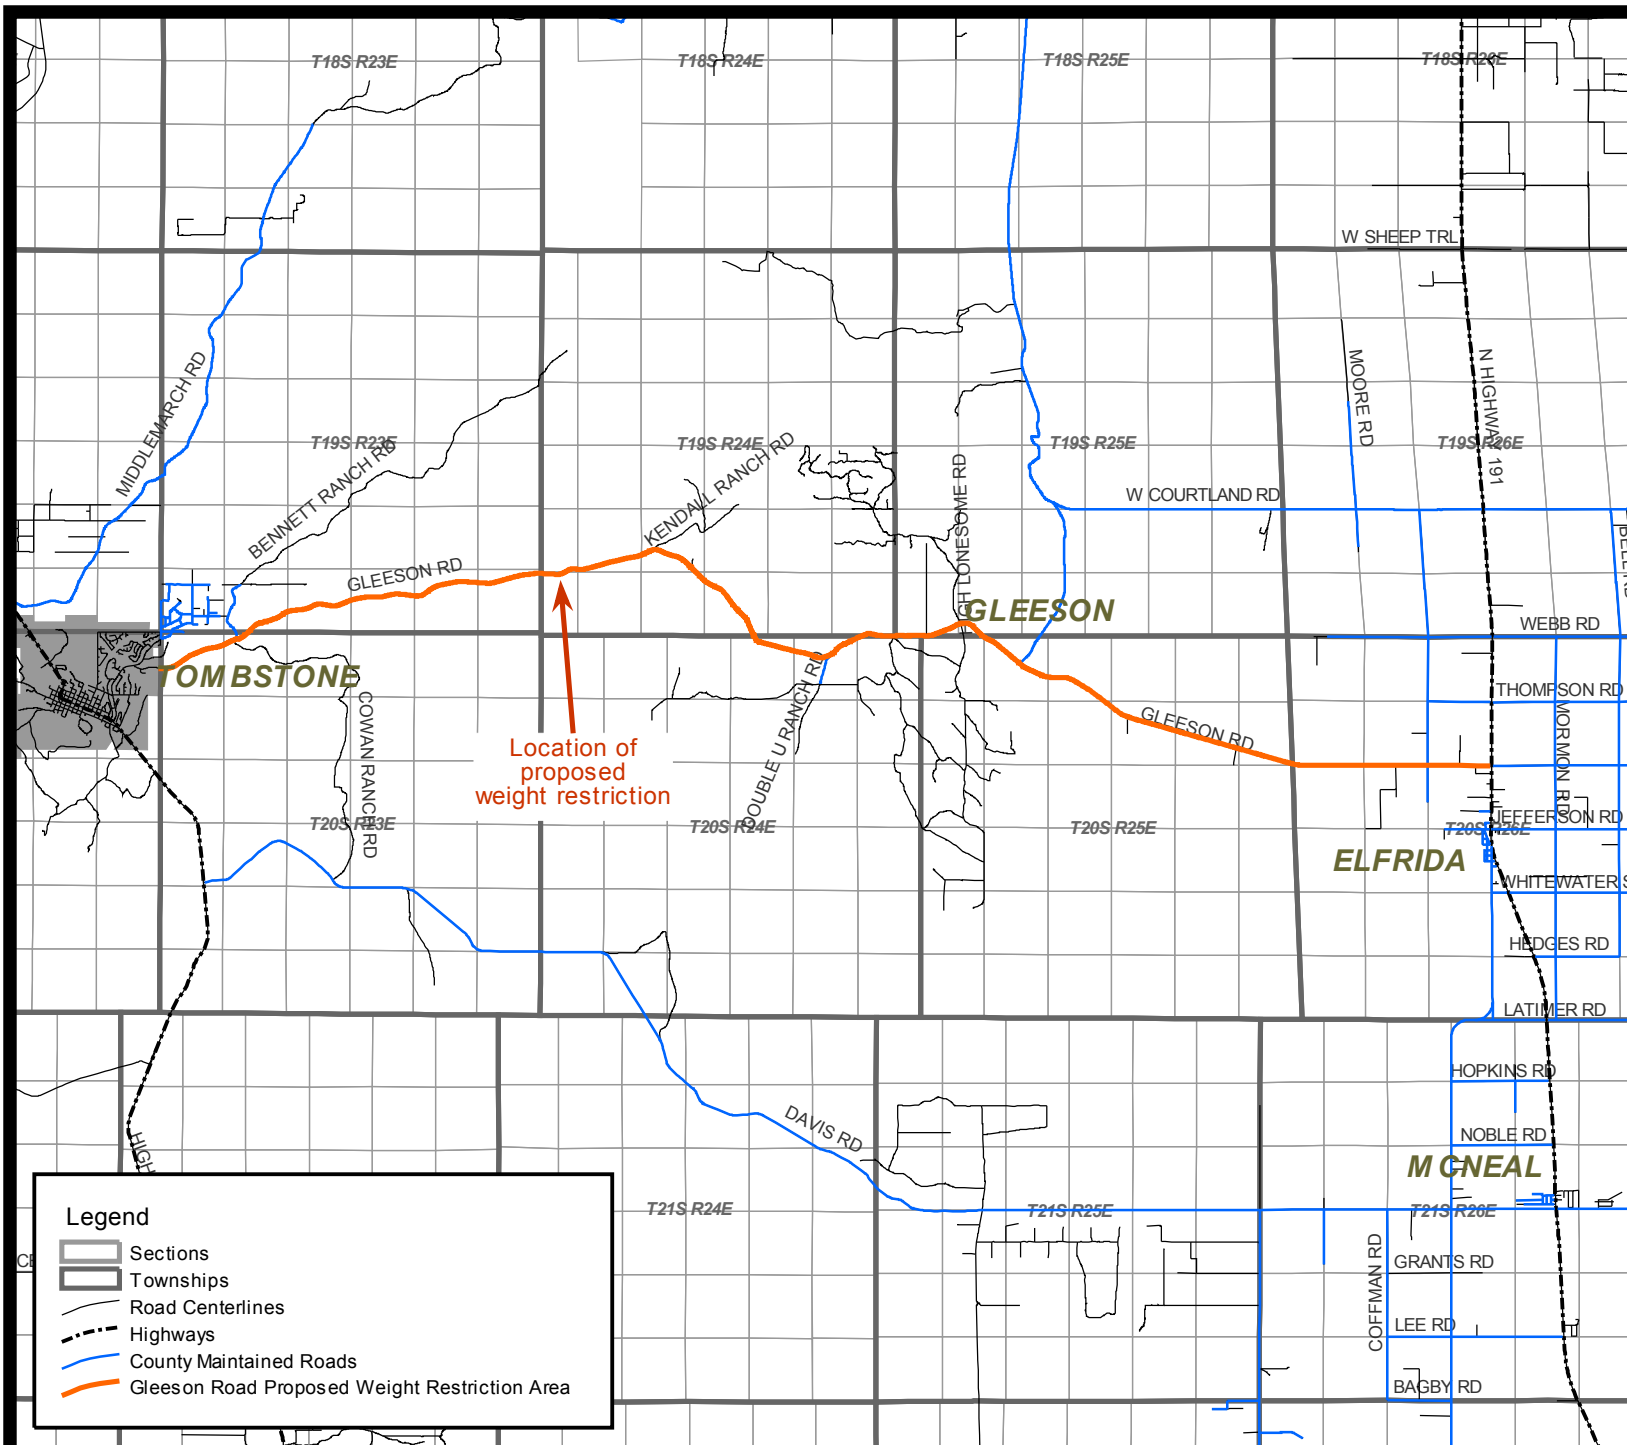 T18S R23E
T18S R24E
T18S R25E
T18S R26E
W SHEEP TRL
MIDDLEMARCH RD
MOORE RD
N HIGHWAY 191
T19S R23E
T19S R24E
T19S R25E
T19S R26E
BENNETT RANCH RD
KENDALL RANCH RD
W COURTLAND RD
GLEESON RD
GLEESON
WEBB RD
TOMBSTONE
COWAN RANCH RD
THOMPSON RD
MORMON RD
GLEESON RD
Location of
proposed
weight restriction
DOUBLE U RANCH RD
T20S R23E
T20S R24E
T20S R25E
T20S R26E
JEFFERSON RD
ELFRIDA
WHITEWATER S
HEDGES RD
LATIMER RD
HOPKINS RD
DAVIS RD
NOBLE RD
HIGH
MCNEAL
T21S R24E
T21S R25E
T21S R26E
COFFMAN RD
GRANTS RD
LEE RD
BAGBY RD
Legend
Sections
Townships
Road Centerlines
Highways
County Maintained Roads
Gleeson Road Proposed Weight Restriction Area